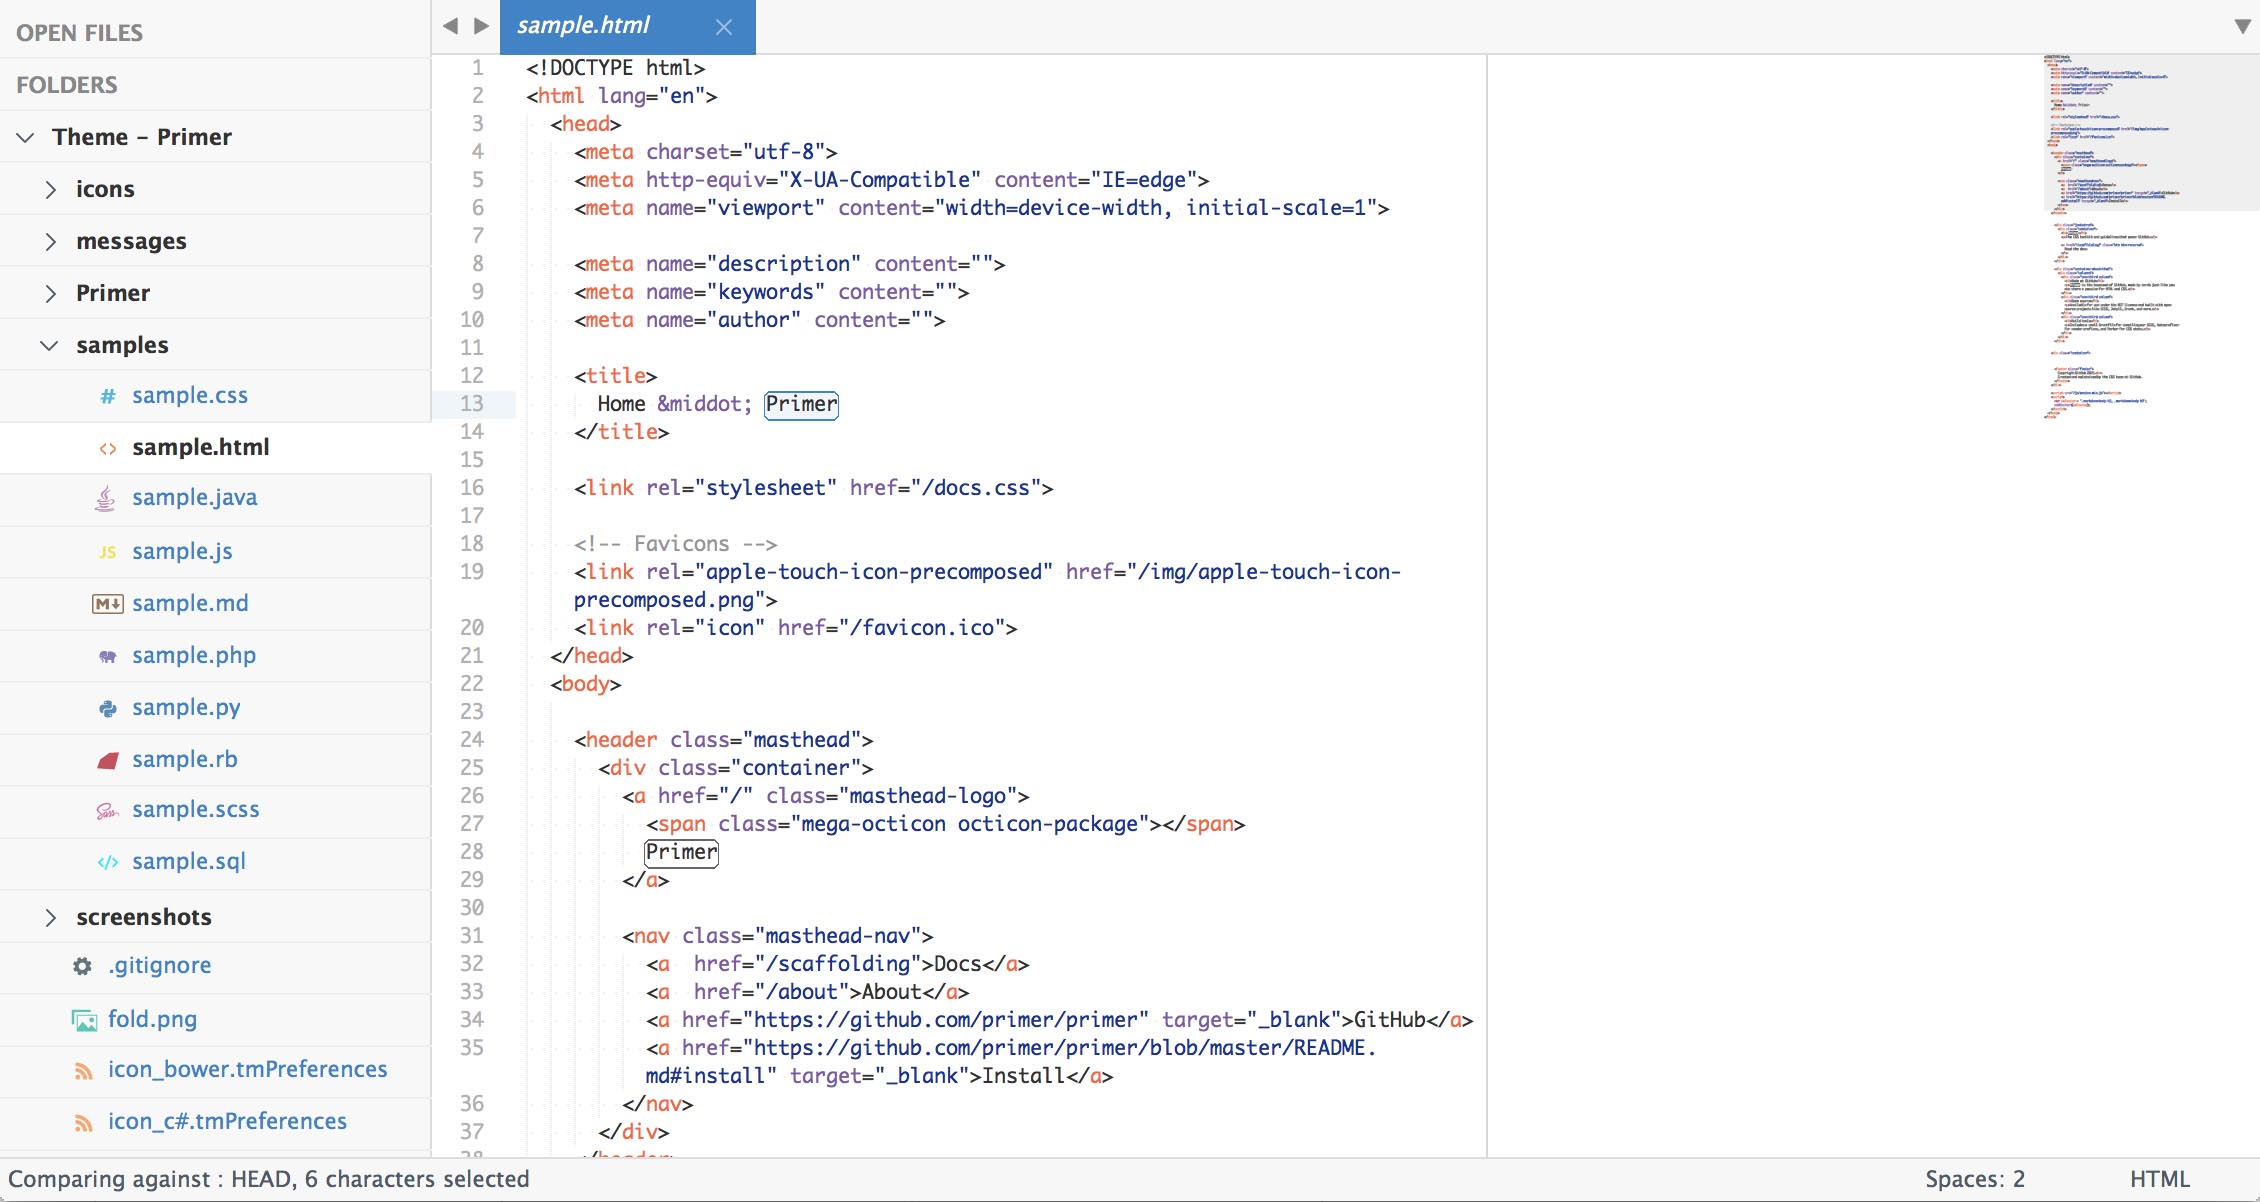 OPEN FILES
FOLDERS
Theme – Primer
icons
messages
Primer
samples
# sample.css
<> sample.html
sample.java
JS sample.js
M↓ sample.md
sample.php
sample.py
sample.rb
Sass sample.scss
</> sample.sql
screenshots
.gitignore
fold.png
icon_bower.tmPreferences
icon_c#.tmPreferences
sample.html
1 <!DOCTYPE html>
2 <html lang="en">
3 <head>
4 <meta charset="utf-8">
5 <meta http-equiv="X-UA-Compatible" content="IE=edge">
6 <meta name="viewport" content="width=device-width, initial-scale=1">
7
8 <meta name="description" content="">
9 <meta name="keywords" content="">
10 <meta name="author" content="">
11
12 <title>
13 Home &middot; Primer
14 </title>
15
16 <link rel="stylesheet" href="/docs.css">
17
18 <!-- Favicons -->
19 <link rel="apple-touch-icon-precomposed" href="/img/apple-touch-icon-
precomposed.png">
20 <link rel="icon" href="/favicon.ico">
21 </head>
22 <body>
23
24 <header class="masthead">
25 <div class="container">
26 <a href="/" class="masthead-logo">
27 <span class="mega-octicon octicon-package"></span>
28 Primer
29 </a>
30
31 <nav class="masthead-nav">
32 <a  href="/scaffolding">Docs</a>
33 <a  href="/about">About</a>
34 <a href="https://github.com/primer/primer" target="_blank">GitHub</a>
35 <a href="https://github.com/primer/primer/blob/master/README.
md#install" target="_blank">Install</a>
36 </nav>
37 </div>
38 </header>
Comparing against : HEAD, 6 characters selected
Spaces: 2
HTML